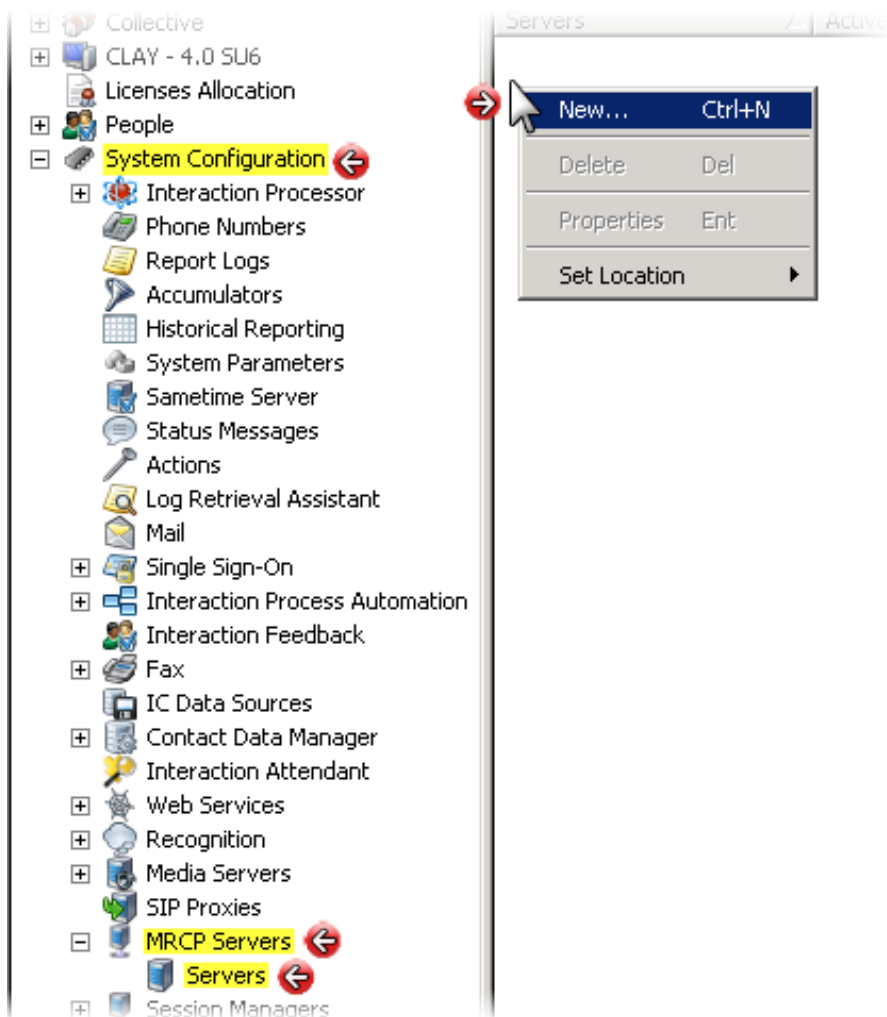 Collective
CLAY - 4.0 SU6
Licenses Allocation
People
System Configuration
Interaction Processor
Phone Numbers
Report Logs
Accumulators
Historical Reporting
System Parameters
Sametime Server
Status Messages
Actions
Log Retrieval Assistant
Mail
Single Sign-On
Interaction Process Automation
Interaction Feedback
Fax
IC Data Sources
Contact Data Manager
Interaction Attendant
Web Services
Recognition
Media Servers
SIP Proxies
MRCP Servers
Servers
Session Managers
Servers Active
New... Ctrl+N
Delete Del
Properties Ent
Set Location